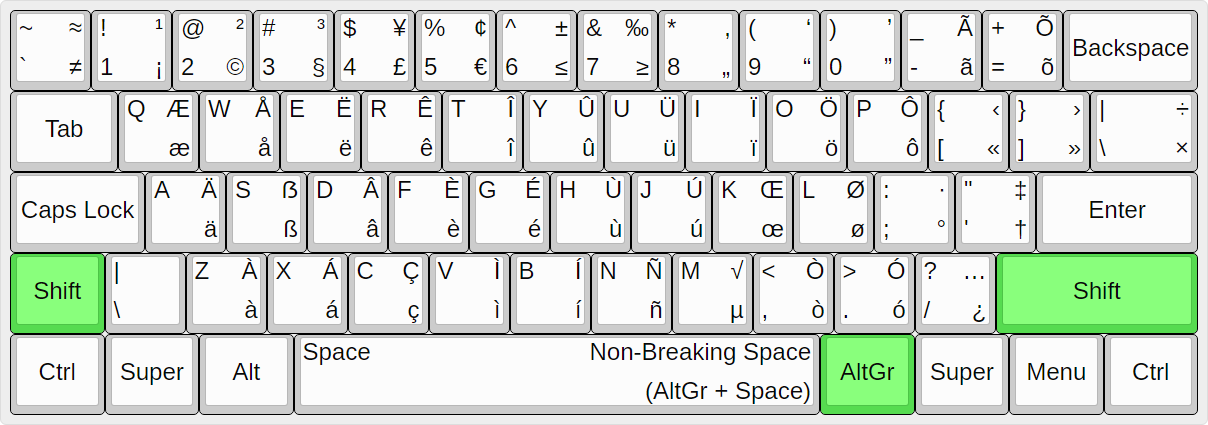 ~ ≈ ! ¹ @ ² # ³ $ ¥ % ¢ ^ ± & ‰ * ‚ ( ‘ ) ’ _ Ã + Õ Backspace
` ≠ 1 ¡ 2 © 3 § 4 £ 5 € 6 ≤ 7 ≥ 8 „ 9 “ 0 ” - ã = õ
Tab Q Æ W Å E Ë R Ê T Î Y Û U Ü I Ï O Ö P Ô { ‹ } › | ÷
æ å ë ê î û ü ï ö ô [ « ] » \ ×
Caps Lock A Ä S ẞ D Â F È G É H Ù J Ú K Œ L Ø : · " ‡ Enter
ä ß â è é ù ú œ ø ; ° ' †
Shift | Z À X Á C Ç V Ì B Í N Ñ M √ < Ò > Ó ? … Shift
\ à á ç ì í ñ µ , ò . ó / ¿
Ctrl Super Alt Space Non-Breaking Space AltGr Super Menu Ctrl
(AltGr + Space)